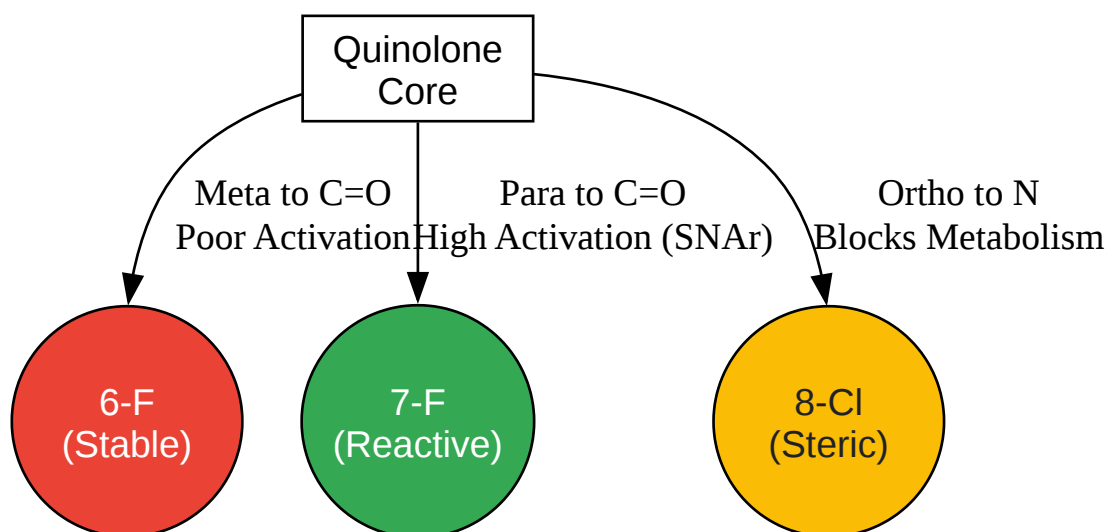 Quinolone
Core
Meta to C=O
Poor Activation
Para to C=O
High Activation (SNAr)
Ortho to N
Blocks Metabolism
6-F
(Stable)
7-F
(Reactive)
8-Cl
(Steric)